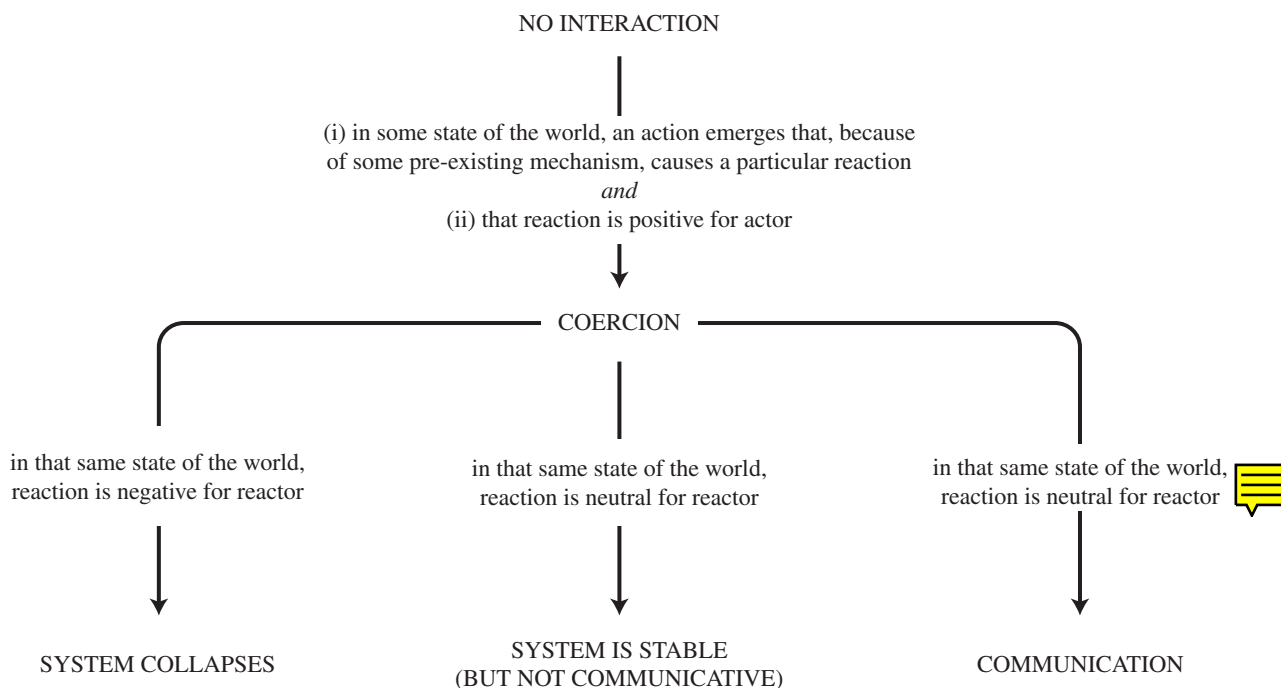 NO INTERACTION
(i) in some state of the world, an action emerges that, because
of some pre-existing mechanism, causes a particular reaction
and
(ii) that reaction is positive for actor
COERCION
in that same state of the world,
reaction is negative for reactor
in that same state of the world,
reaction is neutral for reactor
in that same state of the world,
reaction is neutral for reactor
SYSTEM COLLAPSES
SYSTEM IS STABLE
(BUT NOT COMMUNICATIVE)
COMMUNICATION